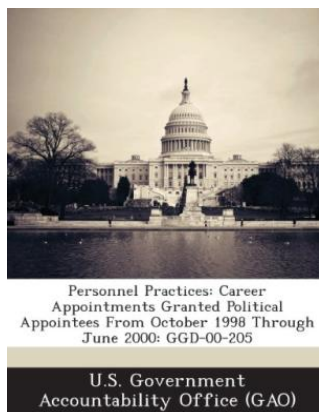 Personnel Practices: Career
Appointments Granted Political
Appointees From October 1998 Through
June 2000: GGD-00-205
U.S. Government
Accountability Office (GAO)